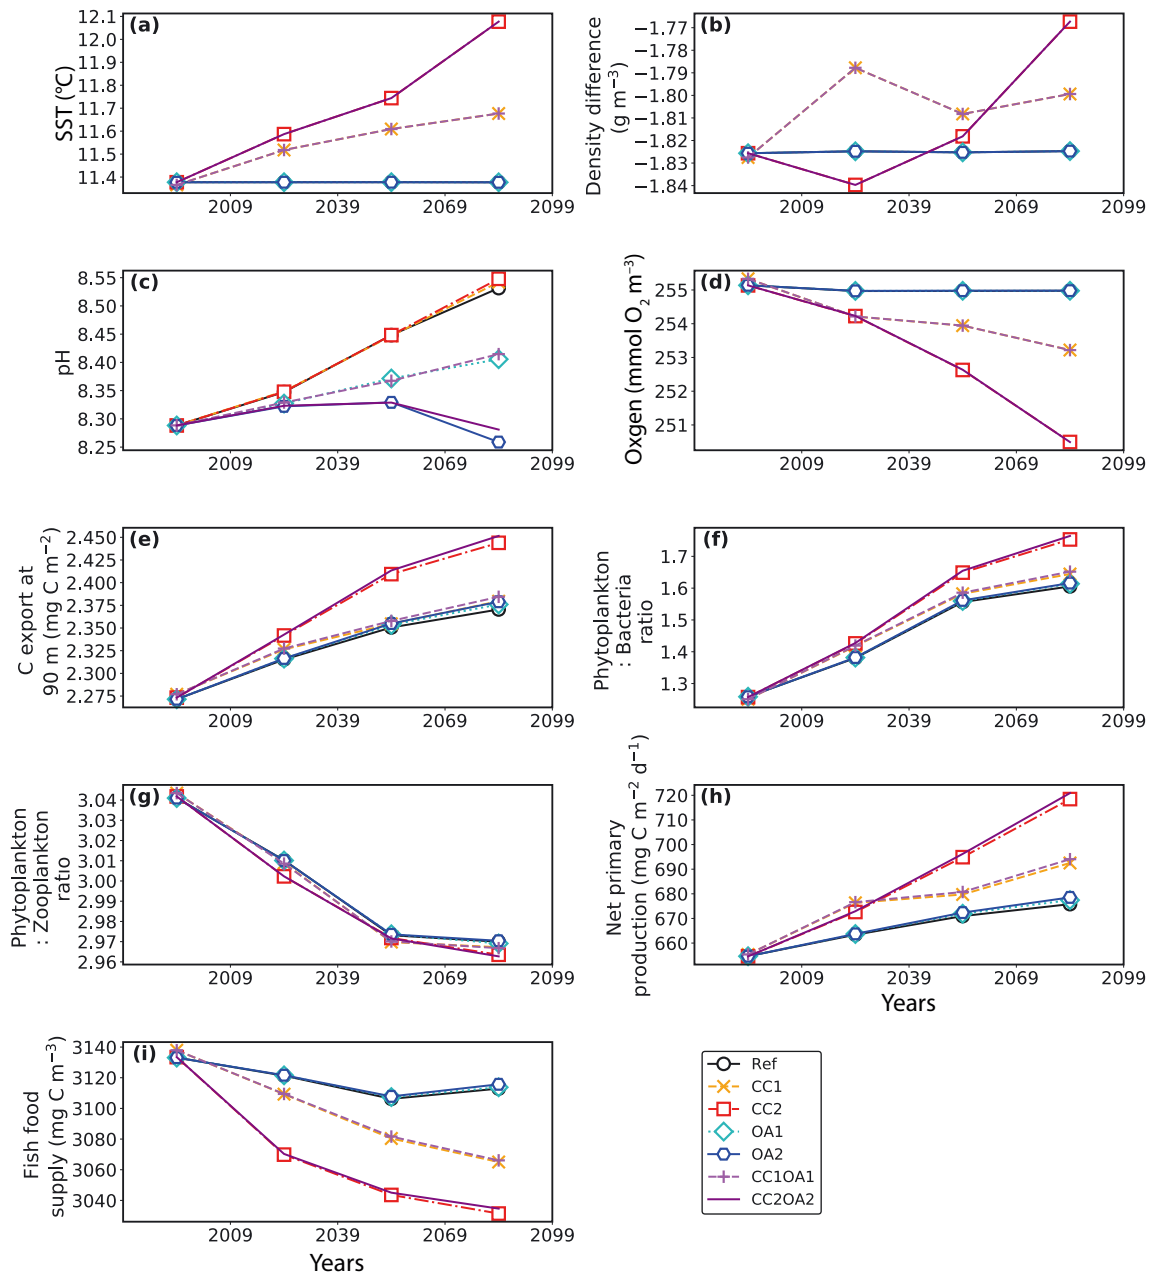 (a)
SST (°C)
12.1
12.0
11.9
11.8
11.7
11.6
11.5
11.4
2009 2039 2069 2099
(b)
Density difference
(g m−3)
−1.77
−1.78
−1.79
−1.80
−1.81
−1.82
−1.83
−1.84
2009 2039 2069 2099
(c)
pH
8.55
8.50
8.45
8.40
8.35
8.30
8.25
2009 2039 2069 2099
(d)
Oxgen (mmol O2 m−3)
255
254
253
252
251
2009 2039 2069 2099
(e)
C export at
90 m (mg C m−2)
2.450
2.425
2.400
2.375
2.350
2.325
2.300
2.275
2009 2039 2069 2099
(f)
Phytoplankton
: Bacteria
ratio
1.7
1.6
1.5
1.4
1.3
2009 2039 2069 2099
(g)
Phytoplankton
: Zooplankton
ratio
3.04
3.03
3.02
3.01
3.00
2.99
2.98
2.97
2.96
2009 2039 2069 2099
(h)
Net primary
production (mg C m−2 d−1)
720
710
700
690
680
670
660
2009 2039 2069 2099
Years
(i)
Fish food
supply (mg C m−3)
3140
3120
3100
3080
3060
3040
2009 2039 2069 2099
Years
Ref
CC1
CC2
OA1
OA2
CC1OA1
CC2OA2